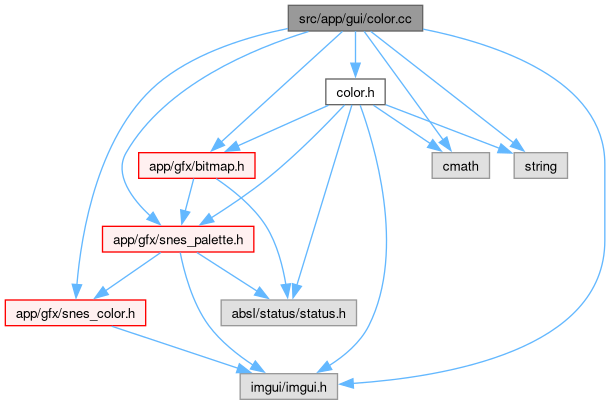 src/app/gui/color.cc
color.h
app/gfx/bitmap.h
cmath
string
app/gfx/snes_palette.h
app/gfx/snes_color.h
absl/status/status.h
imgui/imgui.h